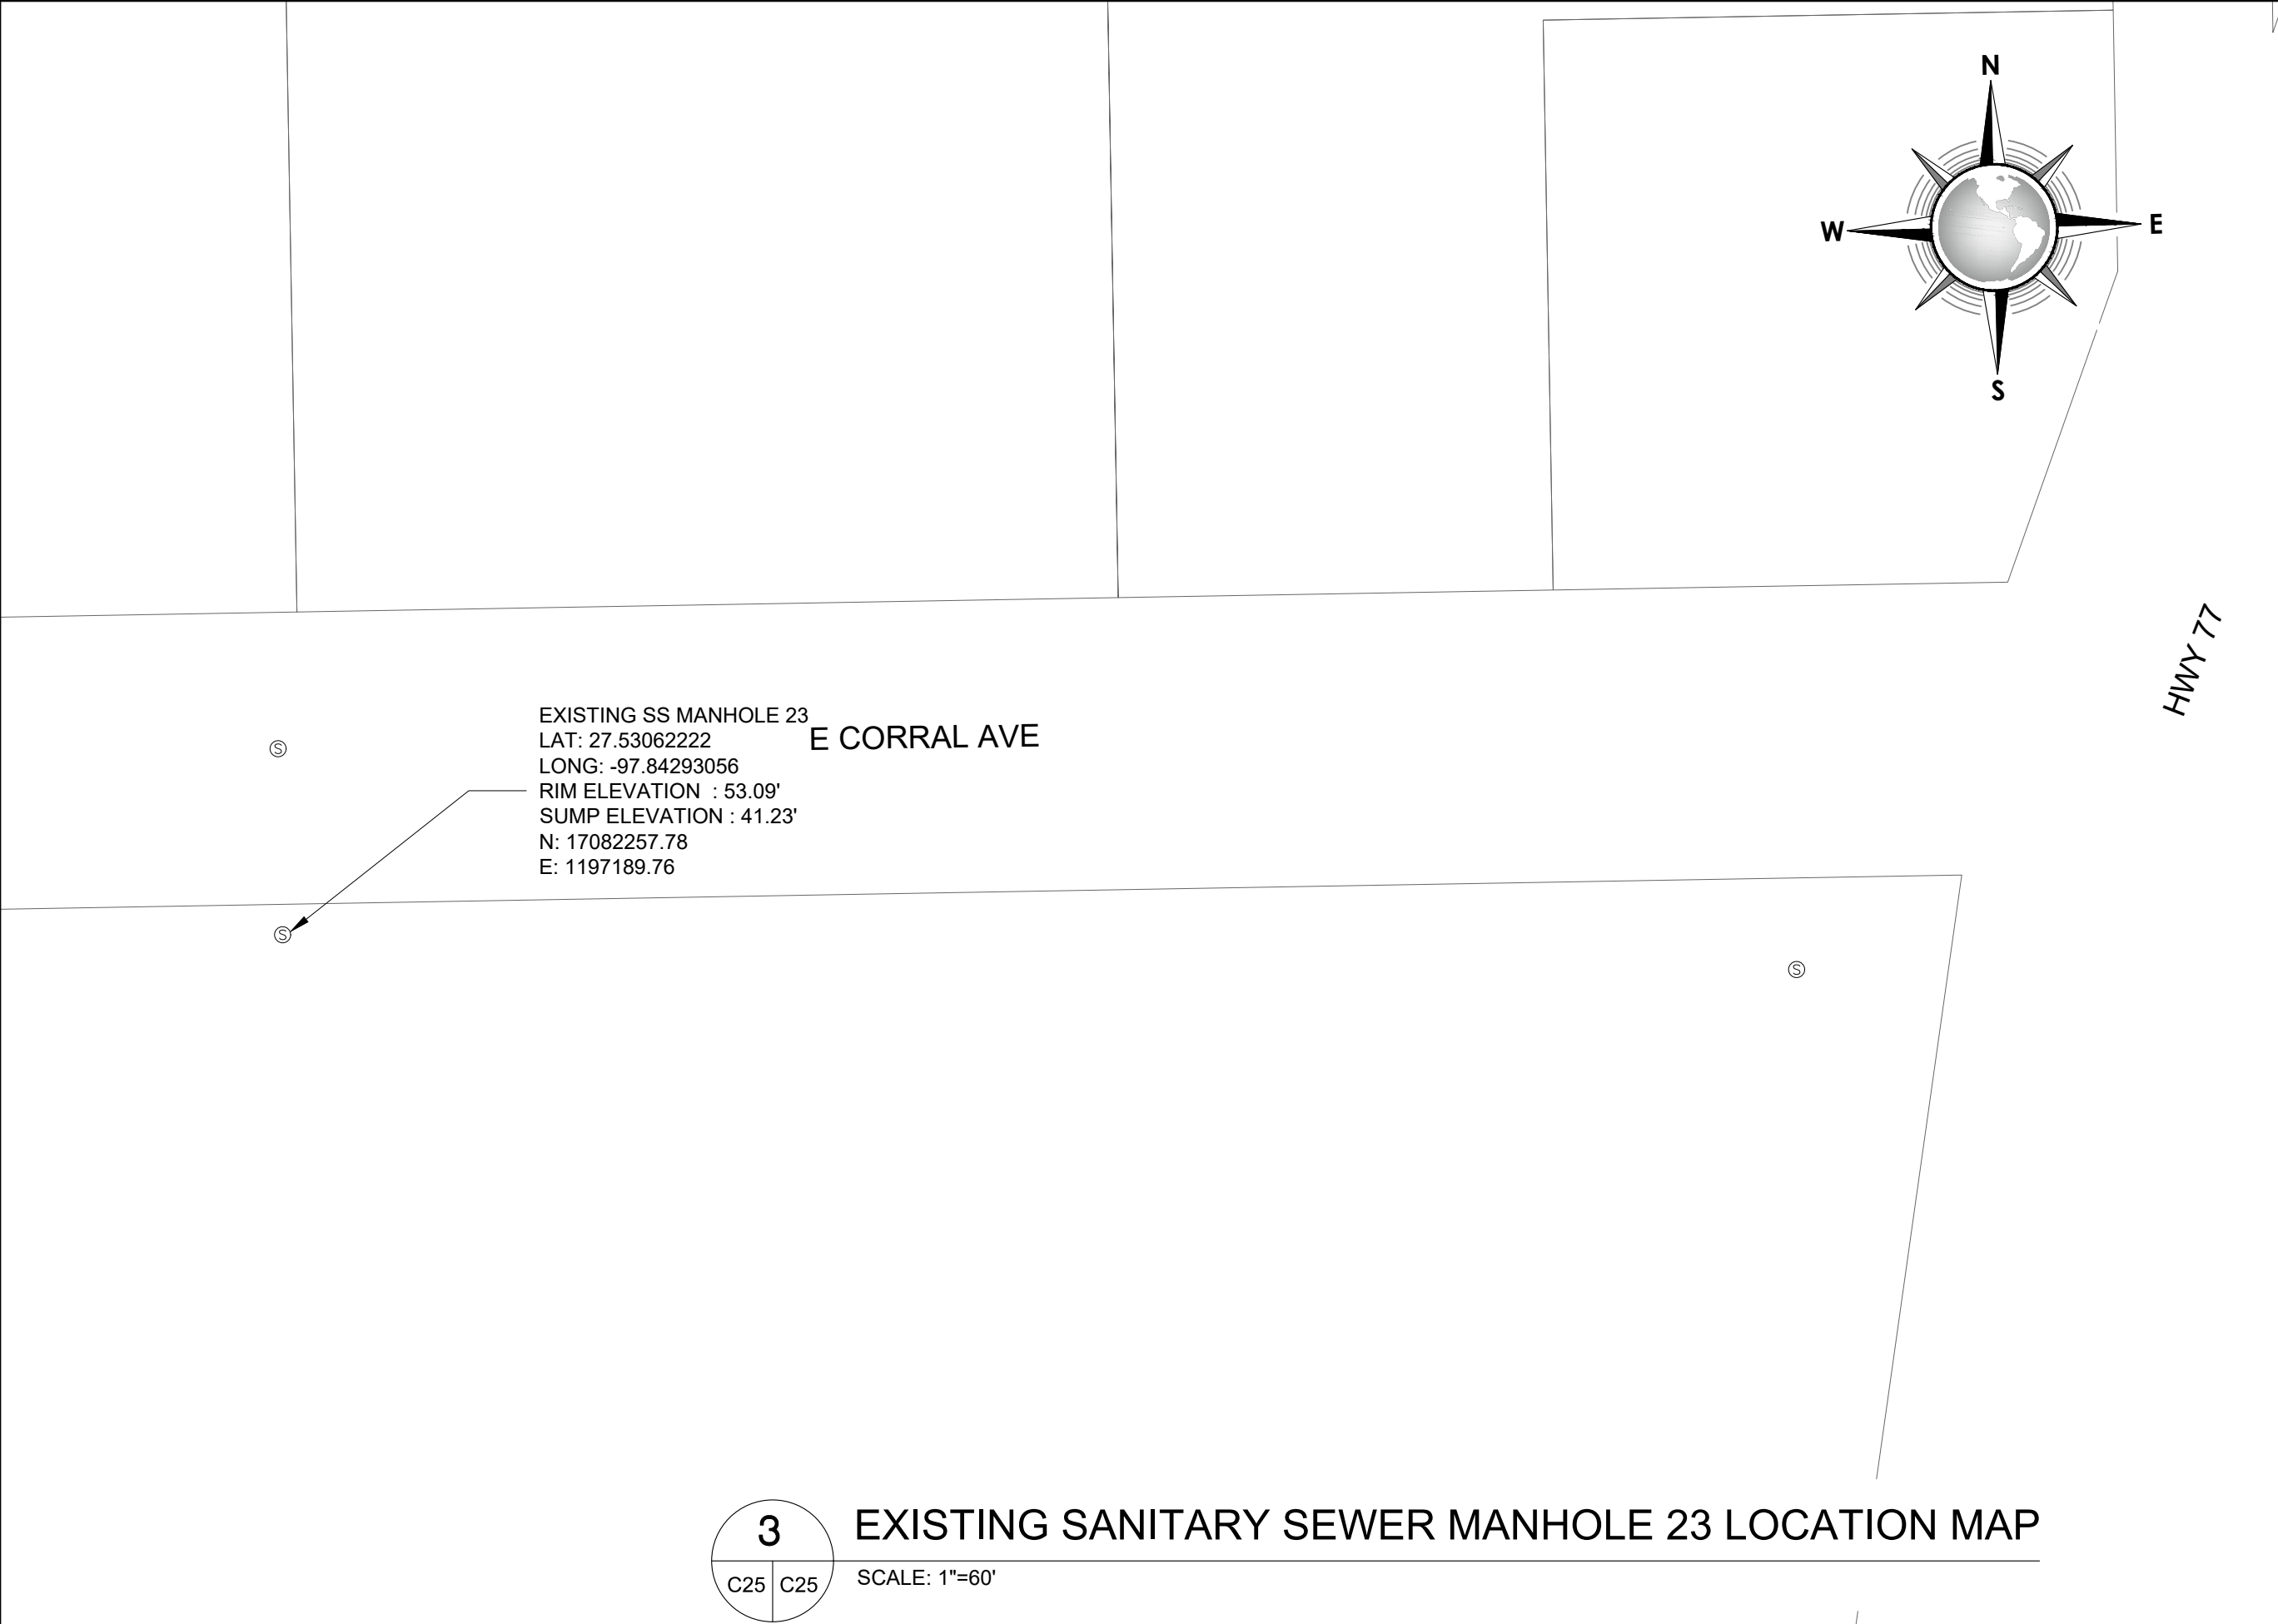 N
W
E
S
HWY 77
EXISTING SS MANHOLE 23
LAT: 27.53062222
LONG: -97.84293056
RIM ELEVATION : 53.09'
SUMP ELEVATION : 41.23'
N: 17082257.78
E: 1197189.76
E CORRAL AVE
S
S
S
3
C25 C25
EXISTING SANITARY SEWER MANHOLE 23 LOCATION MAP
SCALE: 1"=60'